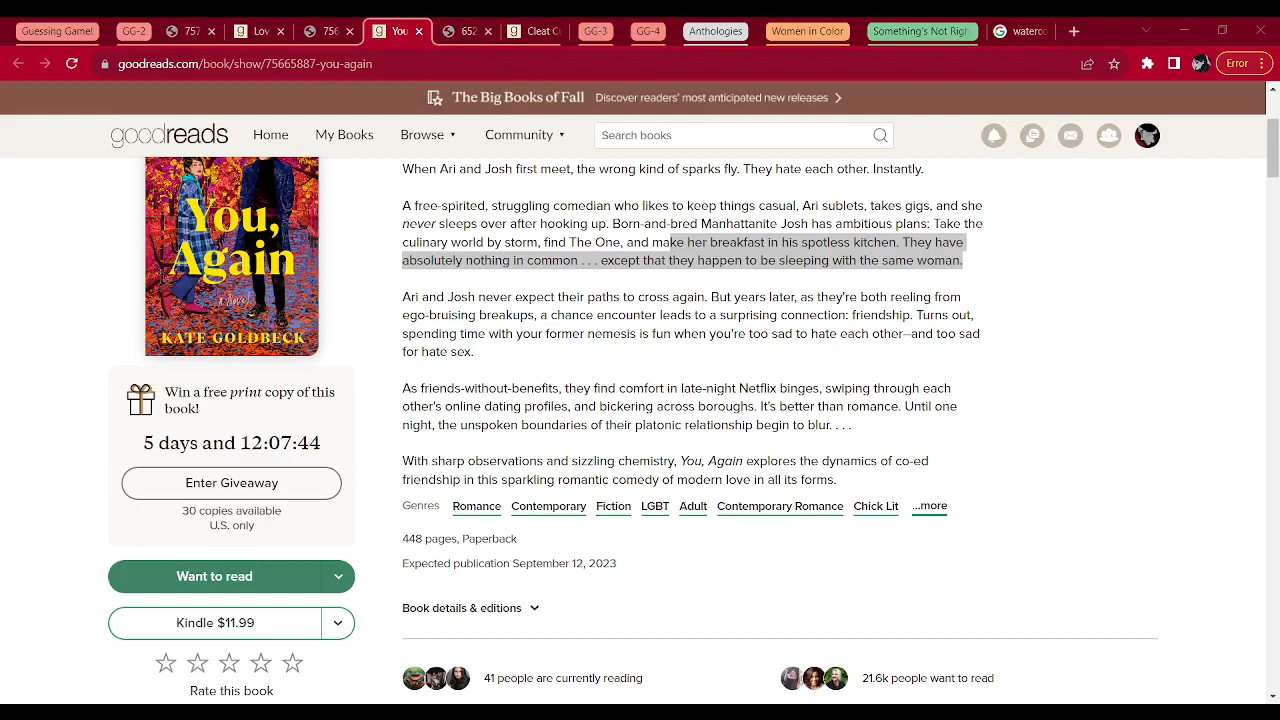 Guessing Game!
GG-2
757
Lov
756
You
652
Cleat Cu
GG-3
GG-4
Anthologies
Women in Color
Something's Not Righ
waterco
goodreads.com/book/show/75665887-you-again
Error
The Big Books of Fall Discover readers' most anticipated new releases
goodreads
Home
My Books
Browse
Community
Search books
You,
Again
A Novel
KATE GOLDBECK
Win a free print copy of this
book!
5 days and 12:07:44
Enter Giveaway
30 copies available
U.S. only
Want to read
Kindle $11.99
Rate this book
When Ari and Josh first meet, the wrong kind of sparks fly. They hate each other. Instantly.
A free-spirited, struggling comedian who likes to keep things casual, Ari sublets, takes gigs, and she
never sleeps over after hooking up. Born-and-bred Manhattanite Josh has ambitious plans: Take the
culinary world by storm, find The One, and make her breakfast in his spotless kitchen. They have
absolutely nothing in common . . . except that they happen to be sleeping with the same woman.
Ari and Josh never expect their paths to cross again. But years later, as they're both reeling from
ego-bruising breakups, a chance encounter leads to a surprising connection: friendship. Turns out,
spending time with your former nemesis is fun when you're too sad to hate each other--and too sad
for hate sex.
As friends-without-benefits, they find comfort in late-night Netflix binges, swiping through each
other's online dating profiles, and bickering across boroughs. It's better than romance. Until one
night, the unspoken boundaries of their platonic relationship begin to blur. . . .
With sharp observations and sizzling chemistry, You, Again explores the dynamics of co-ed
friendship in this sparkling romantic comedy of modern love in all its forms.
Genres Romance Contemporary Fiction LGBT Adult Contemporary Romance Chick Lit ...more
448 pages, Paperback
Expected publication September 12, 2023
Book details & editions
41 people are currently reading
21.6k people want to read